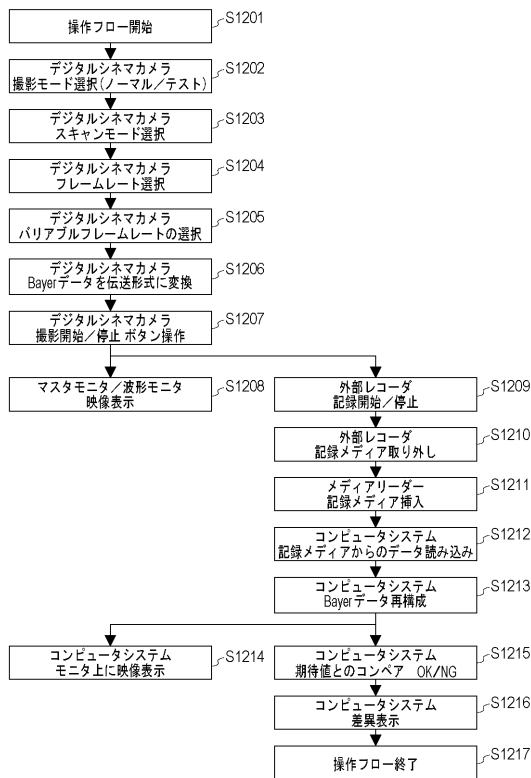 操作フロー開始
S1201
デジタルシネマカメラ
撮影モード選択(ノーマル／テスト)
S1202
デジタルシネマカメラ
スキャンモード選択
S1203
デジタルシネマカメラ
フレームレート選択
S1204
デジタルシネマカメラ
バリアブルフレームレートの選択
S1205
デジタルシネマカメラ
Bayerデータを伝送形式に変換
S1206
デジタルシネマカメラ
撮影開始／停止 ボタン操作
S1207
マスタモニタ／波形モニタ
映像表示
S1208
外部レコーダ
記録開始／停止
S1209
外部レコーダ
記録メディア取り外し
S1210
メディアリーダー
記録メディア挿入
S1211
コンピュータシステム
記録メディアからのデータ読み込み
S1212
コンピュータシステム
Bayerデータ再構成
S1213
コンピュータシステム
モニタ上に映像表示
S1214
コンピュータシステム
期待値とのコンペア OK/NG
S1215
コンピュータシステム
差異表示
S1216
操作フロー終了
S1217